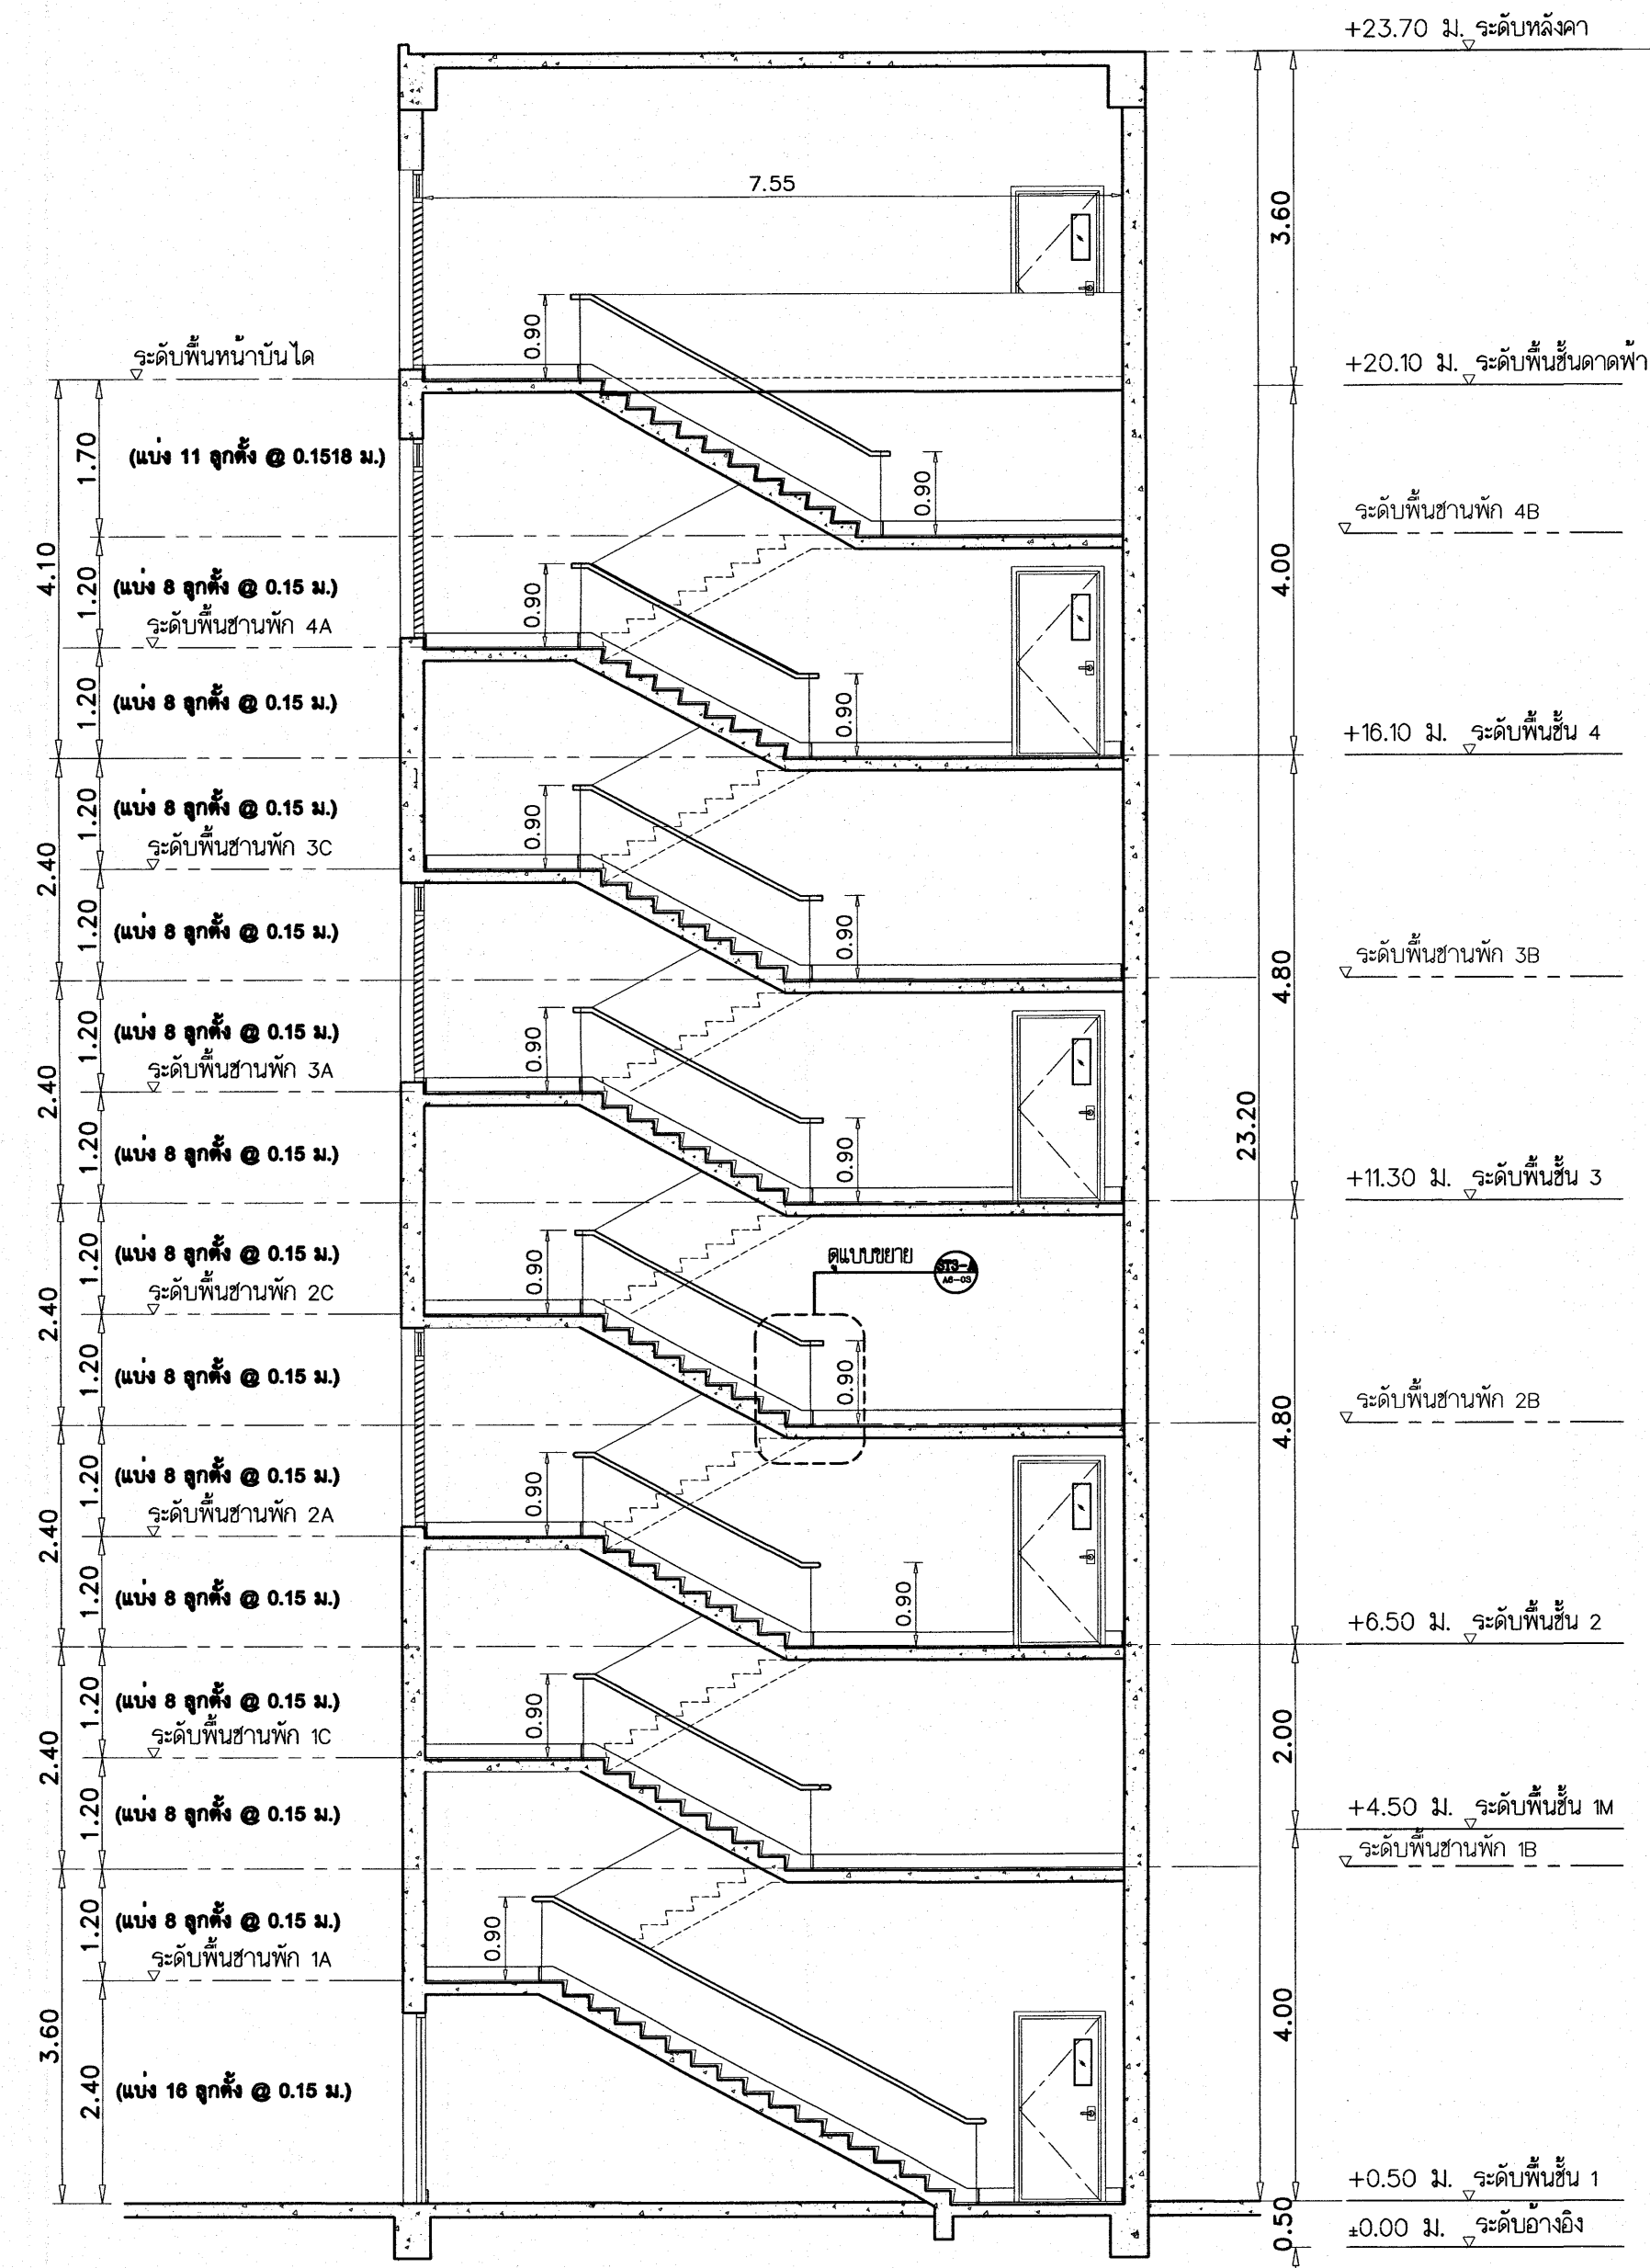 +23.70 ม. ระดับหลังคา
7.55
3.60
0.90
ระดับพื้นหน้าบันได
+20.10 ม. ระดับพื้นชั้นดาดฟ้า
1.70
(แบ่ง 11 ลูกตั้ง @ 0.1518 ม.)
0.90
ระดับพื้นชานพัก 4B
4.10
4.00
1.20
(แบ่ง 8 ลูกตั้ง @ 0.15 ม.)
0.90
ระดับพื้นชานพัก 4A
1.20
(แบ่ง 8 ลูกตั้ง @ 0.15 ม.)
0.90
+16.10 ม. ระดับพื้นชั้น 4
1.20
(แบ่ง 8 ลูกตั้ง @ 0.15 ม.)
0.90
ระดับพื้นชานพัก 3C
2.40
1.20
(แบ่ง 8 ลูกตั้ง @ 0.15 ม.)
0.90
ระดับพื้นชานพัก 3B
4.80
1.20
(แบ่ง 8 ลูกตั้ง @ 0.15 ม.)
0.90
ระดับพื้นชานพัก 3A
2.40
23.20
1.20
(แบ่ง 8 ลูกตั้ง @ 0.15 ม.)
0.90
+11.30 ม. ระดับพื้นชั้น 3
1.20
(แบ่ง 8 ลูกตั้ง @ 0.15 ม.)
0.90
ดูแบบขยาย
ST3-A
A6-03
ระดับพื้นชานพัก 2C
2.40
1.20
(แบ่ง 8 ลูกตั้ง @ 0.15 ม.)
0.90
ระดับพื้นชานพัก 2B
4.80
1.20
(แบ่ง 8 ลูกตั้ง @ 0.15 ม.)
0.90
ระดับพื้นชานพัก 2A
2.40
1.20
(แบ่ง 8 ลูกตั้ง @ 0.15 ม.)
0.90
+6.50 ม. ระดับพื้นชั้น 2
1.20
(แบ่ง 8 ลูกตั้ง @ 0.15 ม.)
0.90
ระดับพื้นชานพัก 1C
2.40
2.00
1.20
(แบ่ง 8 ลูกตั้ง @ 0.15 ม.)
+4.50 ม. ระดับพื้นชั้น 1M
ระดับพื้นชานพัก 1B
1.20
(แบ่ง 8 ลูกตั้ง @ 0.15 ม.)
0.90
ระดับพื้นชานพัก 1A
3.60
4.00
2.40
(แบ่ง 16 ลูกตั้ง @ 0.15 ม.)
+0.50 ม. ระดับพื้นชั้น 1
0.50
±0.00 ม. ระดับอ้างอิง